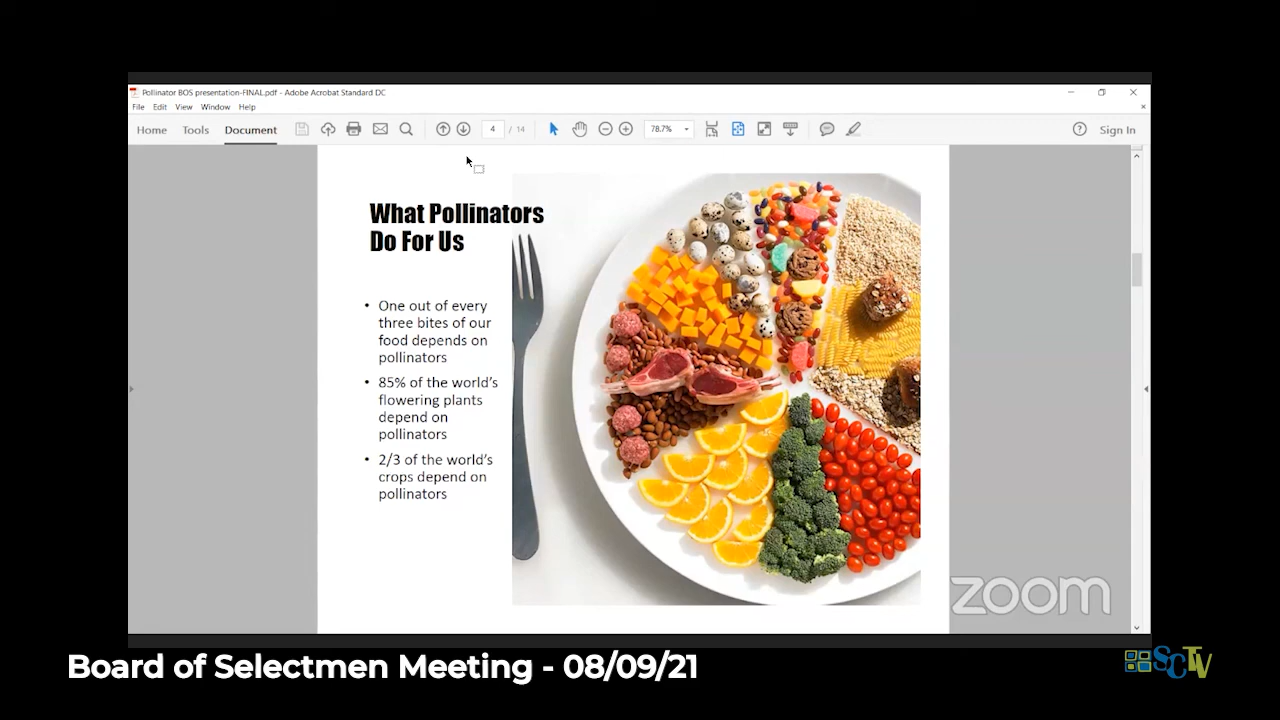 Pollinator BOS presentation-FINAL.pdf - Adobe Acrobat Standard DC
File Edit View Window Help
Home Tools Document 4 / 14 78.7% Sign In
What Pollinators
Do For Us
• One out of every
three bites of our
food depends on
pollinators
• 85% of the world's
flowering plants
depend on
pollinators
• 2/3 of the world's
crops depend on
pollinators
zoom
Board of Selectmen Meeting - 08/09/21
SCTV